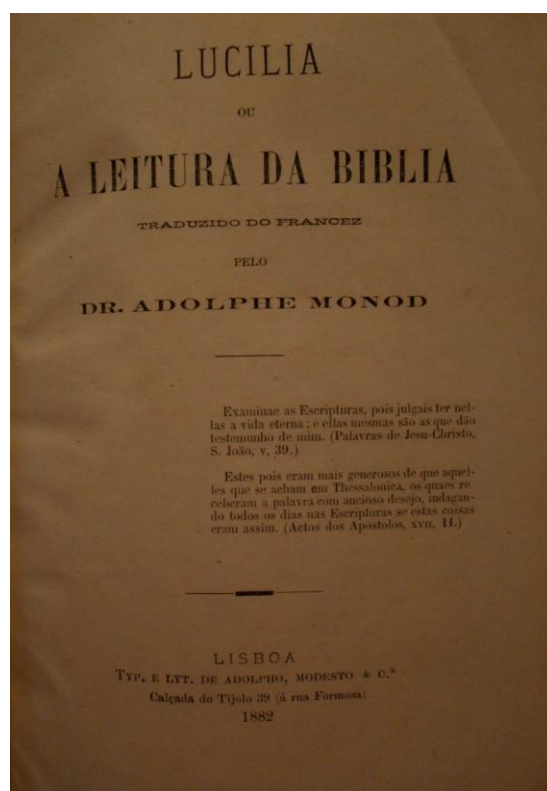 LUCILIA
OU
A LEITURA DA BIBLIA
TRADUZIDO DO FRANCEZ
PELO
DR. ADOLPHE MONOD
Examinae as Escripturas, pois julgais ter nel-
las a vida eterna; e ellas mesmas são as que dão
testemunho de mim. (Palavras de Jesu-Christo,
S. João, v, 39.)
Estes pois eram mais generosos de que aquel-
les que se acham em Thessalonica, os quaes re
ceberam a palavra com ancioso desejo, indagan-
do todos os dias nas Escripturas se estas coisas
eram assim. (Actos dos Apostolos, xvii, 11.)
LISBOA
TYP. E LYT. DE ADOLPHO, MODESTO & C.ª
Calçada do Tijolo 39 (á rua Formosa)
1882